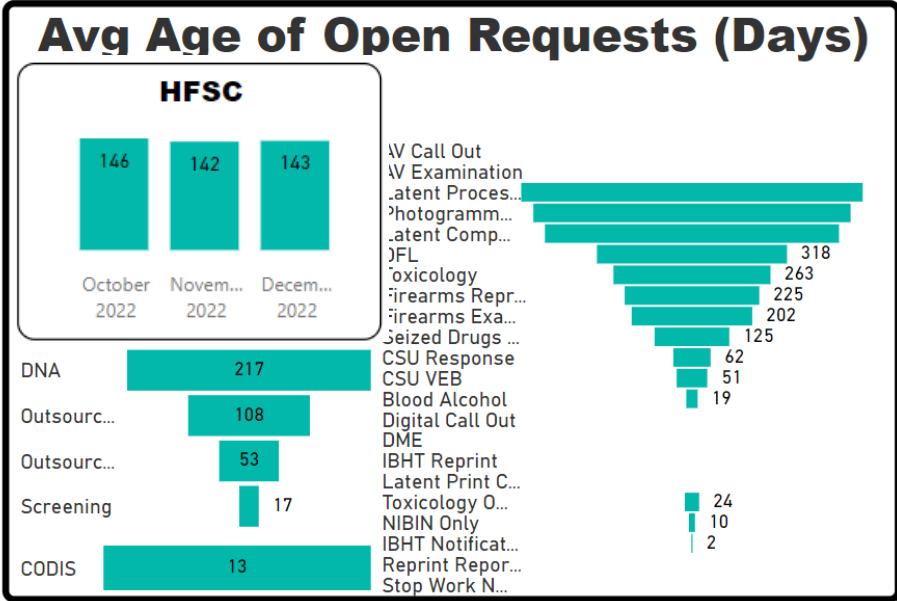 Avg Age of Open Requests (Days)
HFSC
146 142 143
October Novem... Decem...
2022 2022 2022
DNA 217
Outsourc... 108
Outsourc... 53
Screening 17
CODIS 13
AV Call Out
AV Examination
Latent Proces...
Photogramm...
Latent Comp...
OFL 318
Toxicology 263
Firearms Repr... 225
Firearms Exa... 202
Seized Drugs ... 125
CSU Response 62
CSU VEB 51
Blood Alcohol 19
Digital Call Out
DME
IBHT Reprint
Latent Print C...
Toxicology O... 24
NIBIN Only 10
IBHT Notificat... 2
Reprint Repor...
Stop Work N...